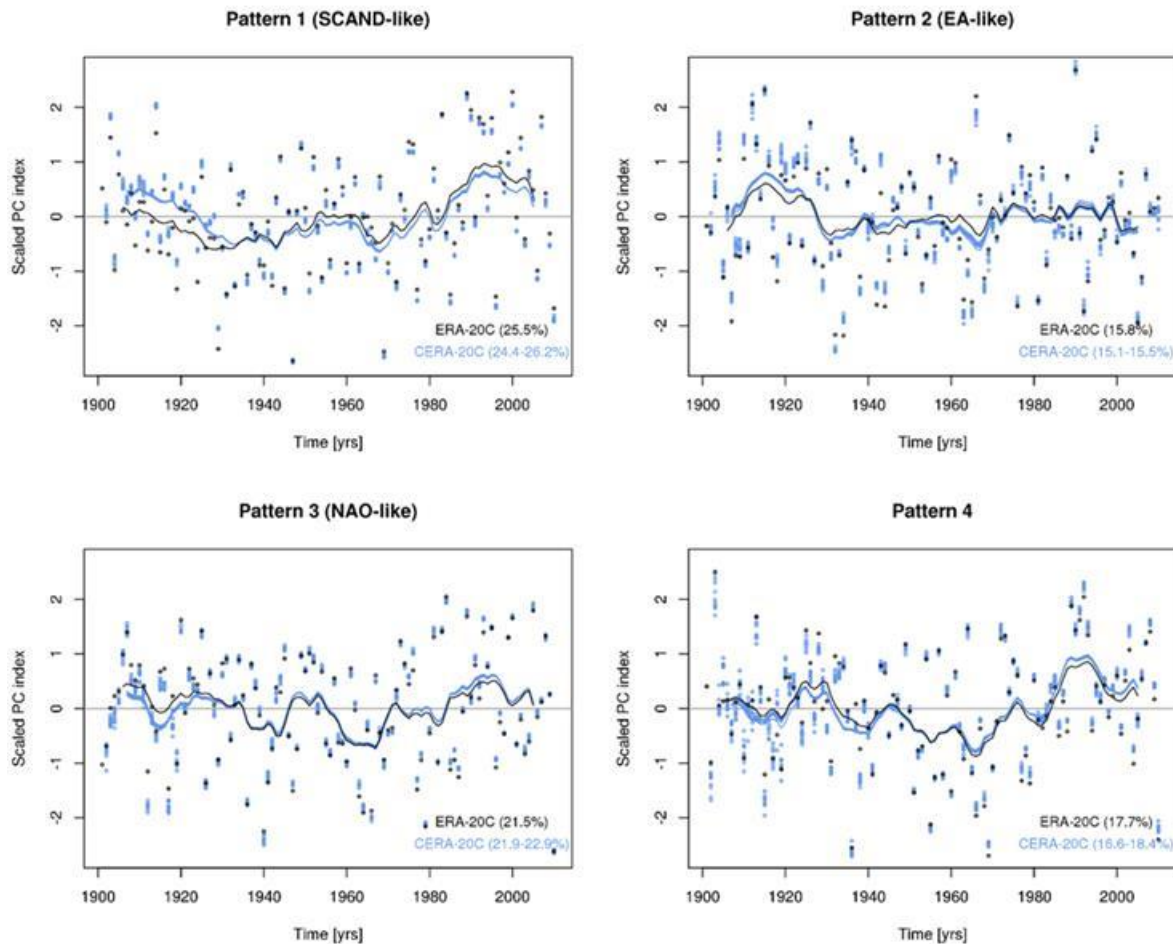 Pattern 1 (SCAND-like)
Scaled PC index
2
1
0
-1
-2
ERA-20C (25.5%)
CERA-20C (24.4-26.2%)
1900 1920 1940 1960 1980 2000
Time [yrs]
Pattern 2 (EA-like)
Scaled PC index
2
1
0
-1
-2
ERA-20C (15.8%)
CERA-20C (15.1-15.5%)
1900 1920 1940 1960 1980 2000
Time [yrs]
Pattern 3 (NAO-like)
Scaled PC index
2
1
0
-1
-2
ERA-20C (21.5%)
CERA-20C (21.9-22.9%)
1900 1920 1940 1960 1980 2000
Time [yrs]
Pattern 4
Scaled PC index
2
1
0
-1
-2
ERA-20C (17.7%)
CERA-20C (16.6-18.4%)
1900 1920 1940 1960 1980 2000
Time [yrs]